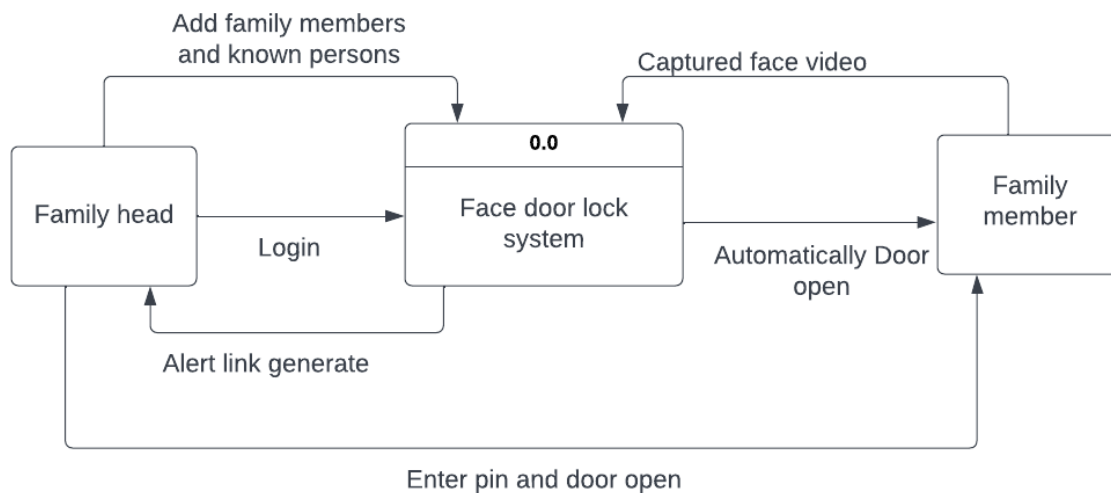 Add family members
and known persons
Captured face video
0.0
Family head
Face door lock
system
Family
member
Login
Automatically Door
open
Alert link generate
Enter pin and door open